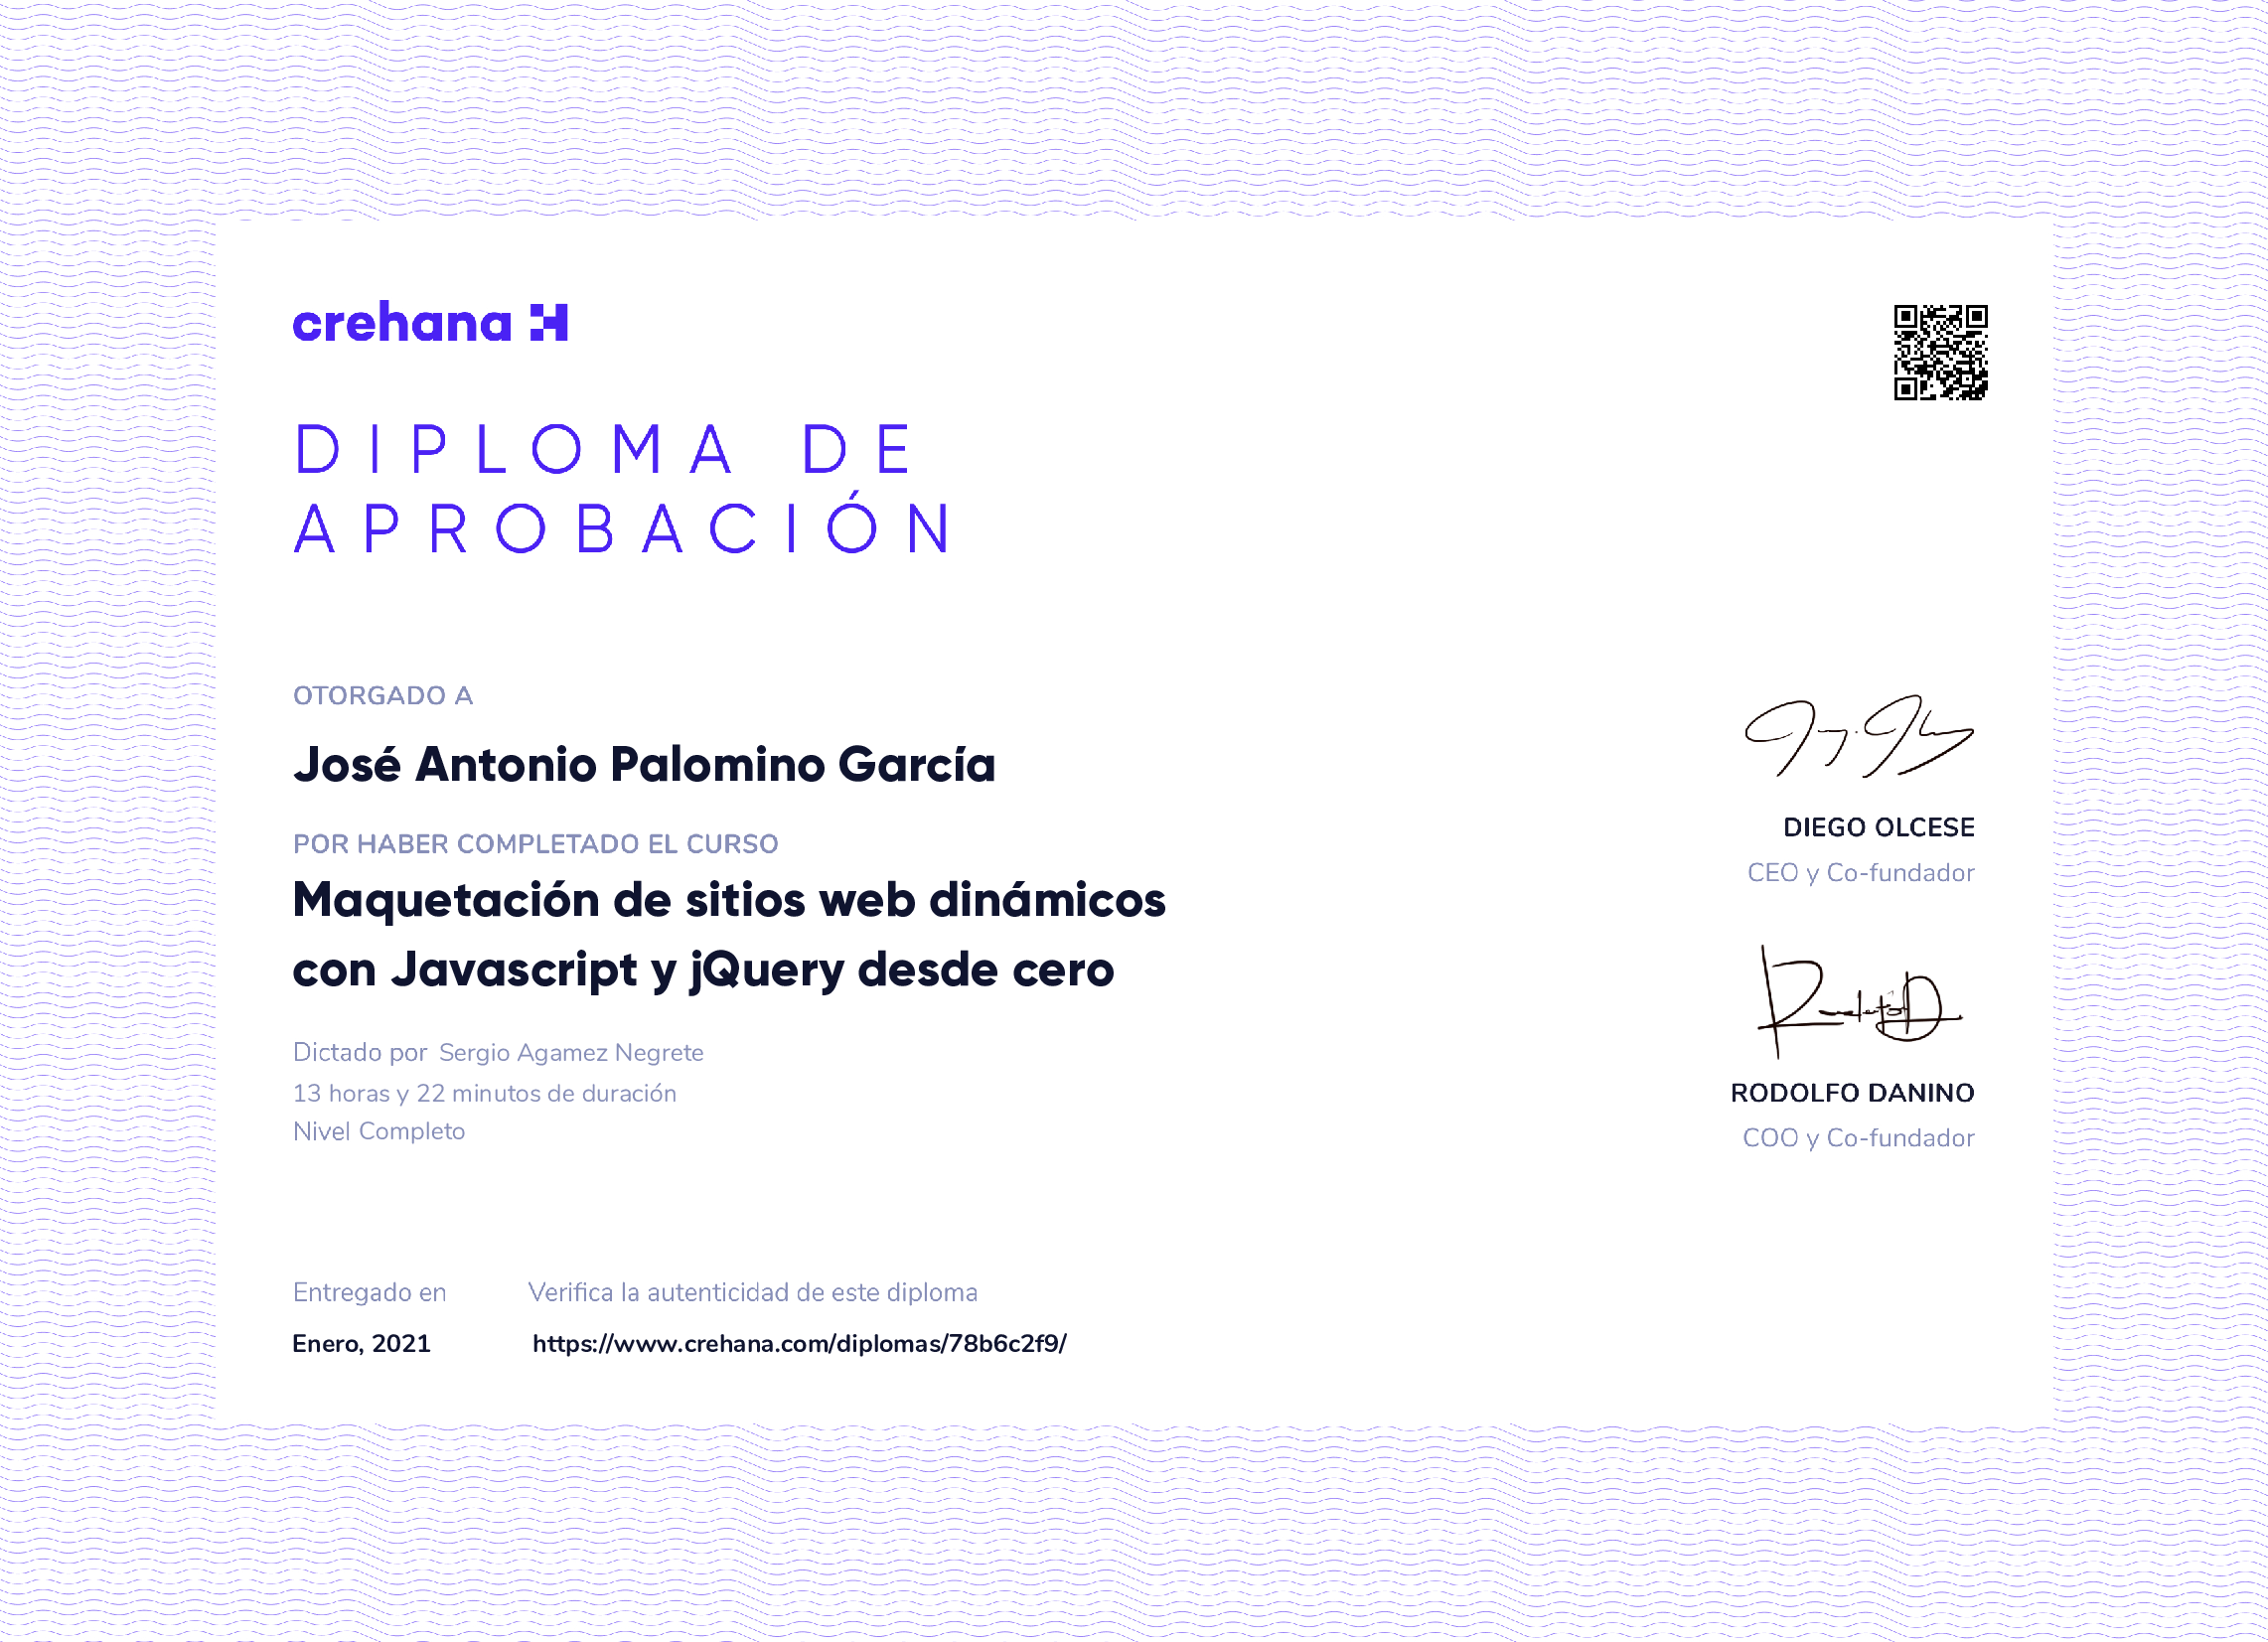 crehana
DIPLOMA DE
APROBACIÓN
OTORGADO A
José Antonio Palomino García
POR HABER COMPLETADO EL CURSO
Maquetación de sitios web dinámicos
con Javascript y jQuery desde cero
Dictado por Sergio Agamez Negrete
13 horas y 22 minutos de duración
Nivel Completo
DIEGO OLCESE
CEO y Co-fundador
RODOLFO DANINO
COO y Co-fundador
Entregado en
Enero, 2021
Verifica la autenticidad de este diploma
https://www.crehana.com/diplomas/78b6c2f9/